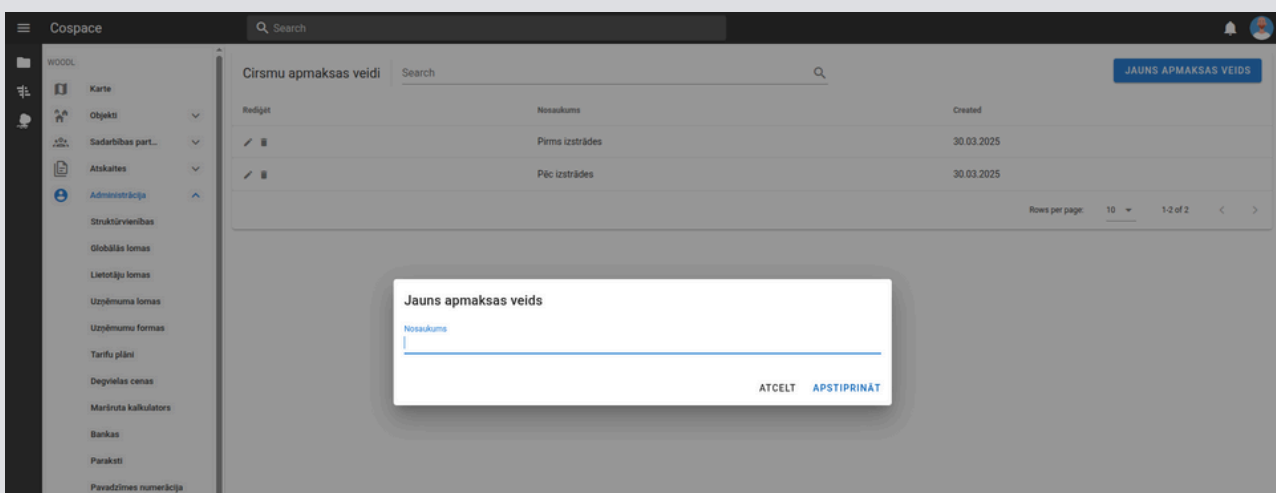 Cospace
Search
WOODL
Karte
Objekti
Sadarbības part...
Atskaites
Administrācija
Struktūrvienības
Globālās lomas
Lietotāju lomas
Uzņēmuma lomas
Uzņēmumu formas
Tarifu plāni
Degvielas cenas
Maršruta kalkulators
Bankas
Paraksti
Pavadzīmes numerācija
Cirsmu apmaksas veidi
Search
JAUNS APMAKSAS VEIDS
Rediģēt Nosaukums Created
Pirms izstrādes 30.03.2025
Pēc izstrādes 30.03.2025
Rows per page: 10 1-2 of 2
Jauns apmaksas veids
Nosaukums
ATCELT APSTIPRINĀT